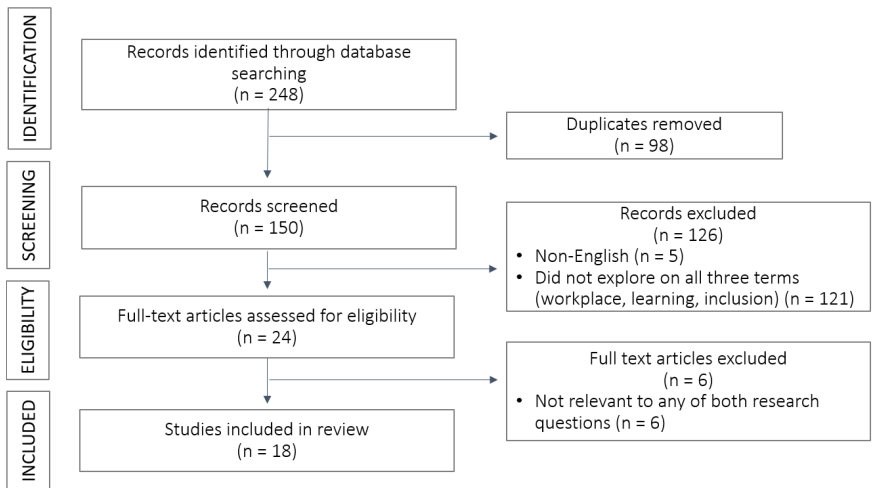 IDENTIFICATION
Records identified through database
searching
(n = 248)
Duplicates removed
(n = 98)
SCREENING
Records screened
(n = 150)
Records excluded
(n = 126)
• Non-English (n = 5)
• Did not explore on all three terms
(workplace, learning, inclusion) (n = 121)
ELIGIBILITY
Full-text articles assessed for eligibility
(n = 24)
Full text articles excluded
(n = 6)
• Not relevant to any of both research
questions (n = 6)
INCLUDED
Studies included in review
(n = 18)